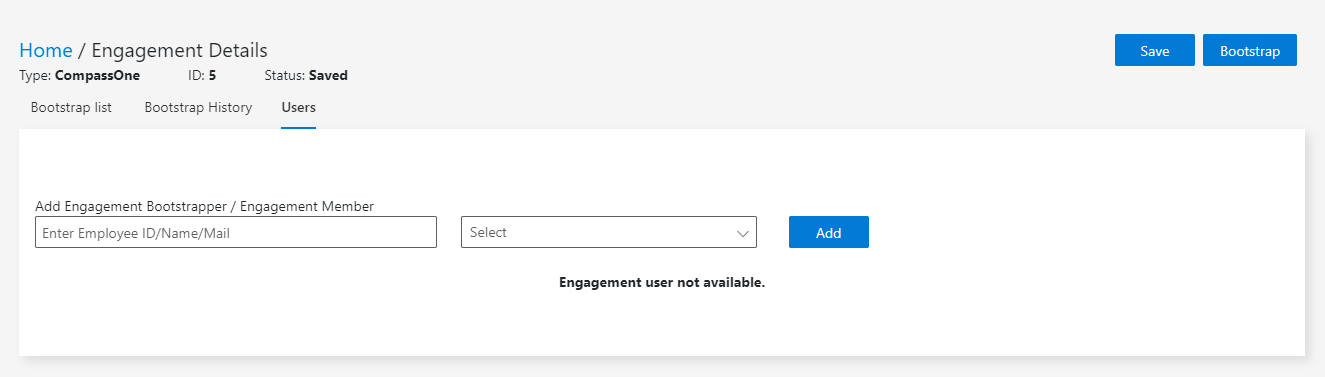 Home / Engagement Details
Save
Bootstrap
Type: CompassOne ID: 5 Status: Saved
Bootstrap list Bootstrap History Users
Add Engagement Bootstrapper / Engagement Member
Enter Employee ID/Name/Mail
Select
Add
Engagement user not available.